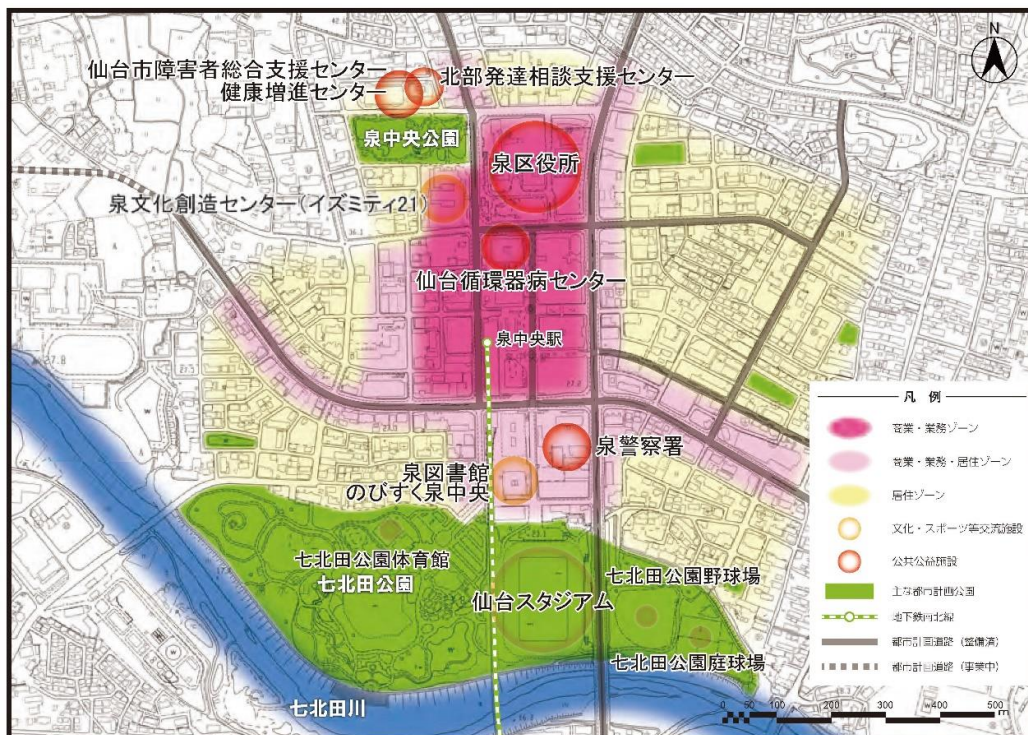 N
仙台市障害者総合支援センター
健康増進センター
北部発達相談支援センター
泉中央公園
泉区役所
泉文化創造センター(イズミティ21)
仙台循環器病センター
泉中央駅
泉警察署
泉図書館
のびすく泉中央
七北田公園体育館
七北田公園
仙台スタジアム
七北田公園野球場
七北田公園庭球場
七北田川
凡 例
商業・業務ゾーン
商業・業務・居住ゾーン
居住ゾーン
文化・スポーツ等交流施設
公共公益施設
主な都市計画公園
地下鉄南北線
都市計画道路（整備済）
都市計画道路（事業中）
0 50 100 200 300 400 500
m